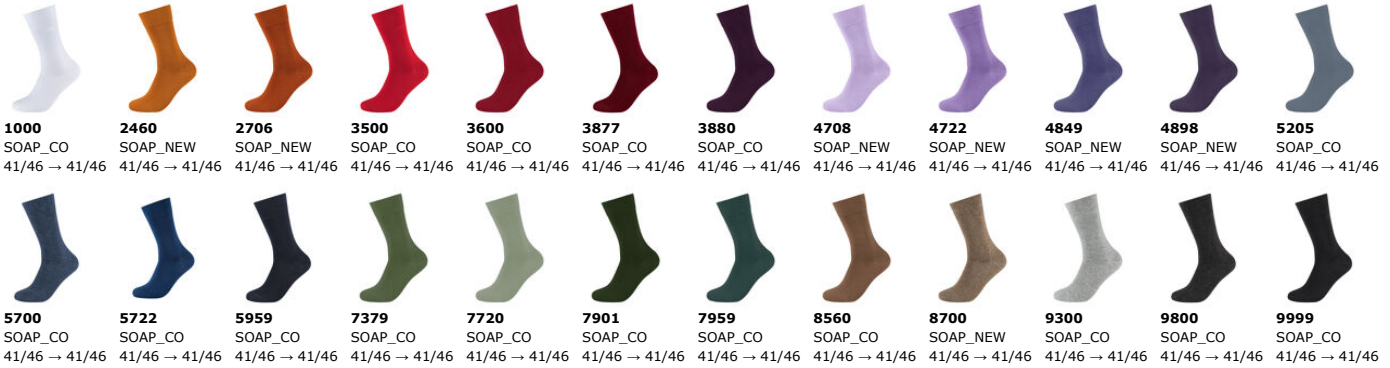 1000 2460 2706 3500 3600 3877 3880 4708 4722 4849 4898 5205
SOAP_CO SOAP_NEW SOAP_NEW SOAP_CO SOAP_CO SOAP_CO SOAP_CO SOAP_NEW SOAP_NEW SOAP_NEW SOAP_NEW SOAP_CO
41/46 → 41/46 41/46 → 41/46 41/46 → 41/46 41/46 → 41/46 41/46 → 41/46 41/46 → 41/46 41/46 → 41/46 41/46 → 41/46 41/46 → 41/46 41/46 → 41/46 41/46 → 41/46 41/46 → 41/46
5700 5722 5959 7379 7720 7901 7959 8560 8700 9300 9800 9999
SOAP_CO SOAP_CO SOAP_CO SOAP_CO SOAP_CO SOAP_CO SOAP_CO SOAP_CO SOAP_NEW SOAP_CO SOAP_CO SOAP_CO
41/46 → 41/46 41/46 → 41/46 41/46 → 41/46 41/46 → 41/46 41/46 → 41/46 41/46 → 41/46 41/46 → 41/46 41/46 → 41/46 41/46 → 41/46 41/46 → 41/46 41/46 → 41/46 41/46 → 41/46